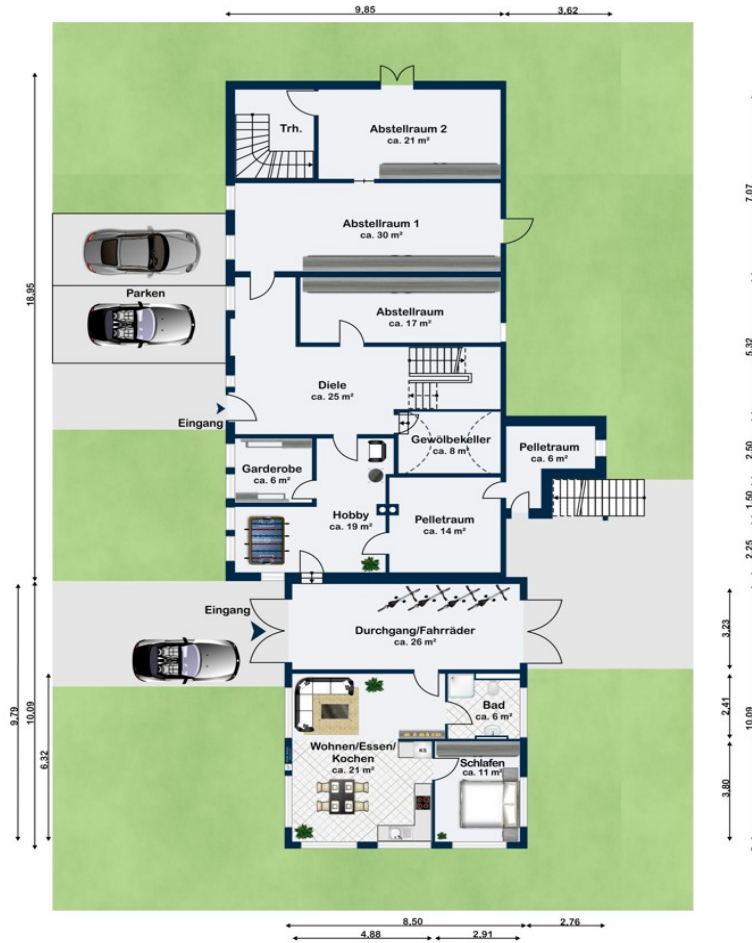 9,85
3,62
Trh.
Abstellraum 2
ca. 21 m²
7,07
Abstellraum 1
ca. 30 m²
18,95
Parken
Abstellraum
ca. 17 m²
5,32
Diele
ca. 25 m²
Eingang
Gewölbekeller
ca. 8 m²
Pelletraum
ca. 6 m²
2,50
Garderobe
ca. 6 m²
1,60
Hobby
ca. 19 m²
Pelletraum
ca. 14 m²
2,25
Eingang
Durchgang/Fahrräder
ca. 26 m²
3,23
9,79
10,09
6,32
Bad
ca. 6 m²
2,41
10,09
Wohnen/Essen/
Kochen
ca. 21 m²
KS
Schlafen
ca. 11 m²
3,80
8,50
2,76
4,88
2,91